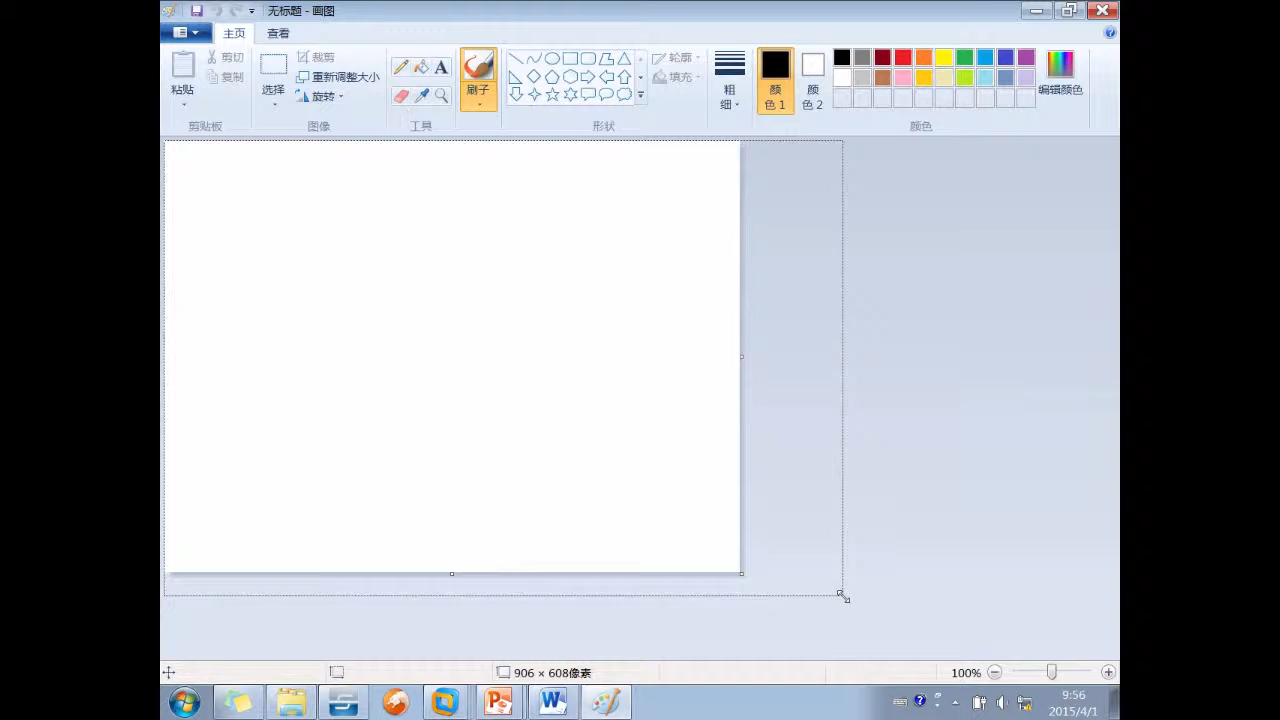 无标题 - 画图
主页
查看
粘贴
剪切
复制
剪贴板
选择
裁剪
重新调整大小
旋转
图像
A
工具
刷子
轮廓
填充
形状
粗
细
颜
色 1
颜
色 2
编辑颜色
颜色
906 × 608像素
100%
9:56
2015/4/1